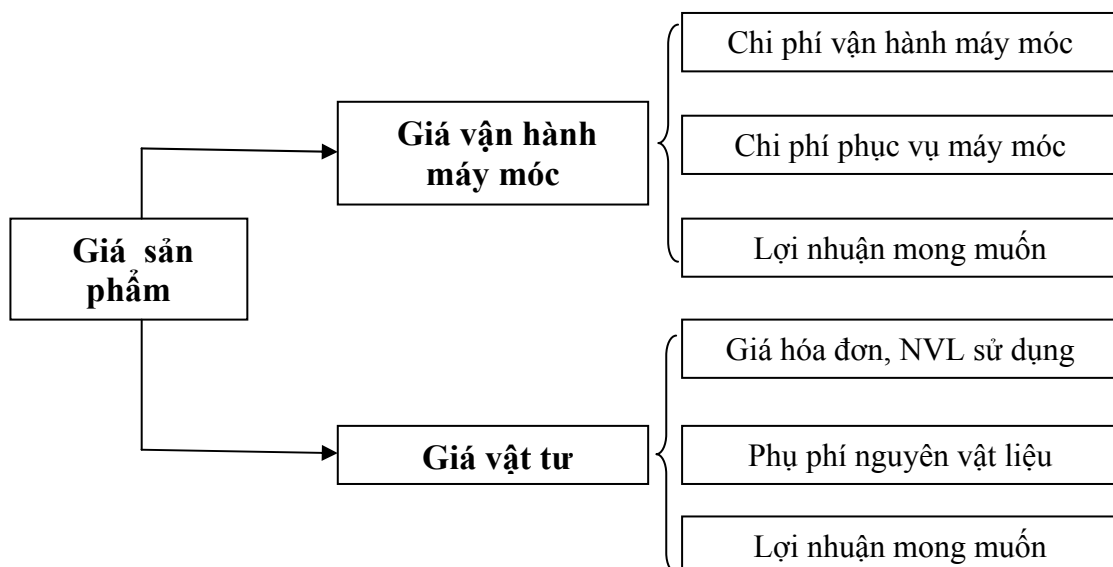 Giá sản
phẩm
Giá vận hành
máy móc
Chi phí vận hành máy móc
Chi phí phục vụ máy móc
Lợi nhuận mong muốn
Giá vật tư
Giá hóa đơn, NVL sử dụng
Phụ phí nguyên vật liệu
Lợi nhuận mong muốn